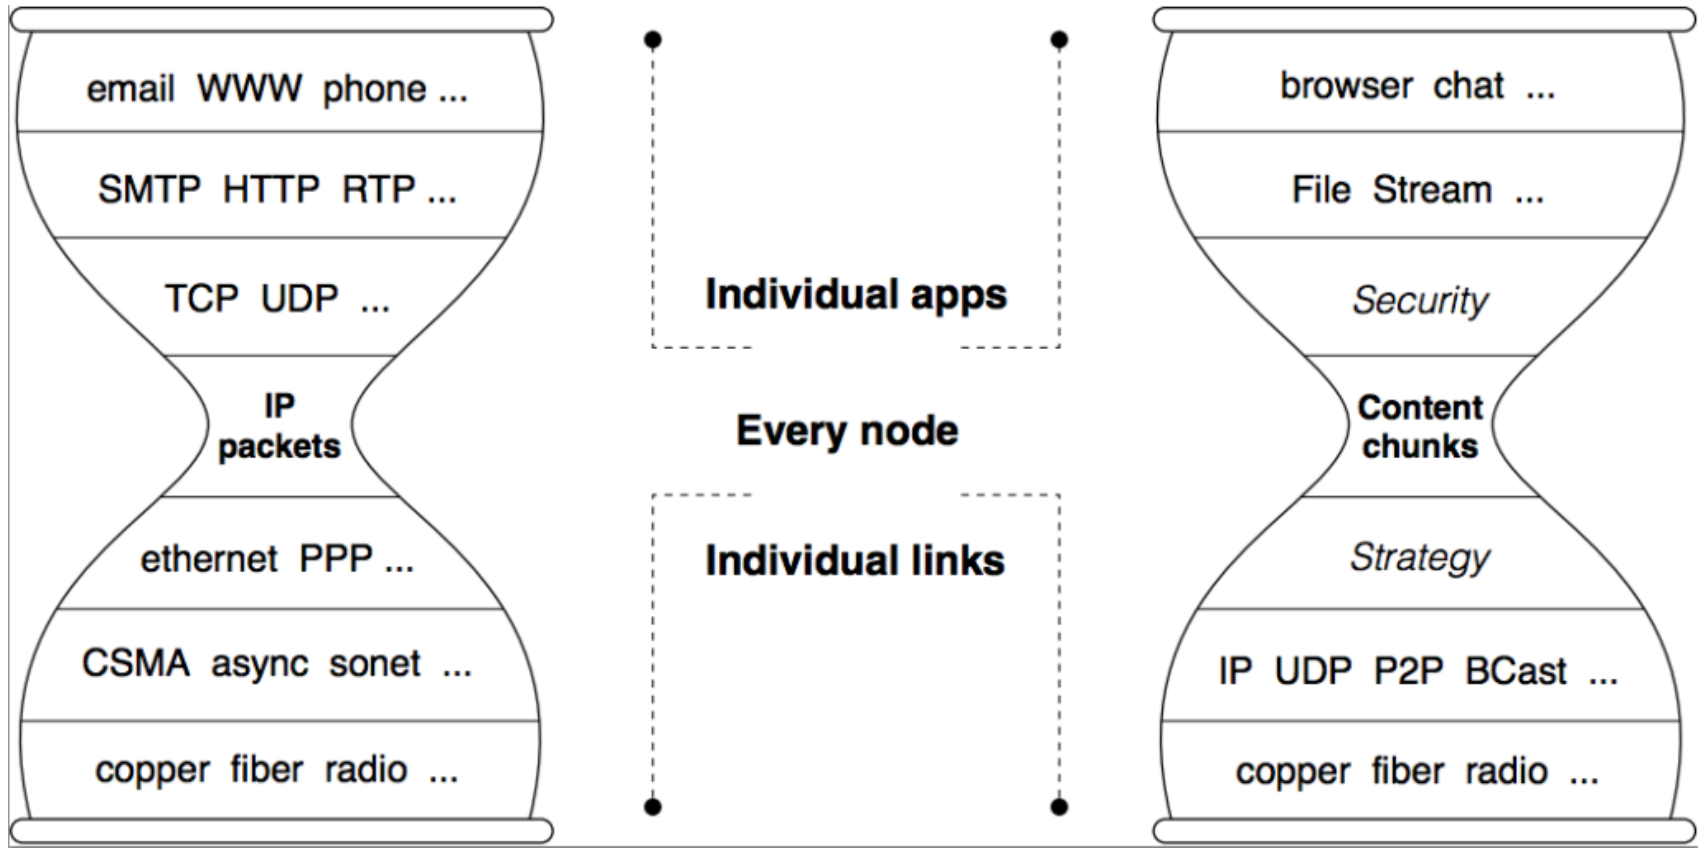 email WWW phone ...
SMTP HTTP RTP ...
TCP UDP ...
IP
packets
ethernet PPP ...
CSMA async sonet ...
copper fiber radio ...
Individual apps
Every node
Individual links
browser chat ...
File Stream ...
Security
Content
chunks
Strategy
IP UDP P2P BCast ...
copper fiber radio ...